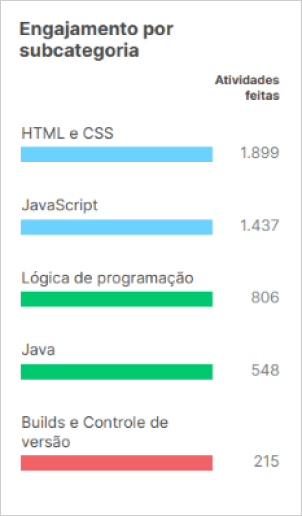 Engajamento por
subcategoria
Atividades
feitas
HTML e CSS
1.899
JavaScript
1.437
Lógica de programação
806
Java
548
Builds e Controle de
versão
215